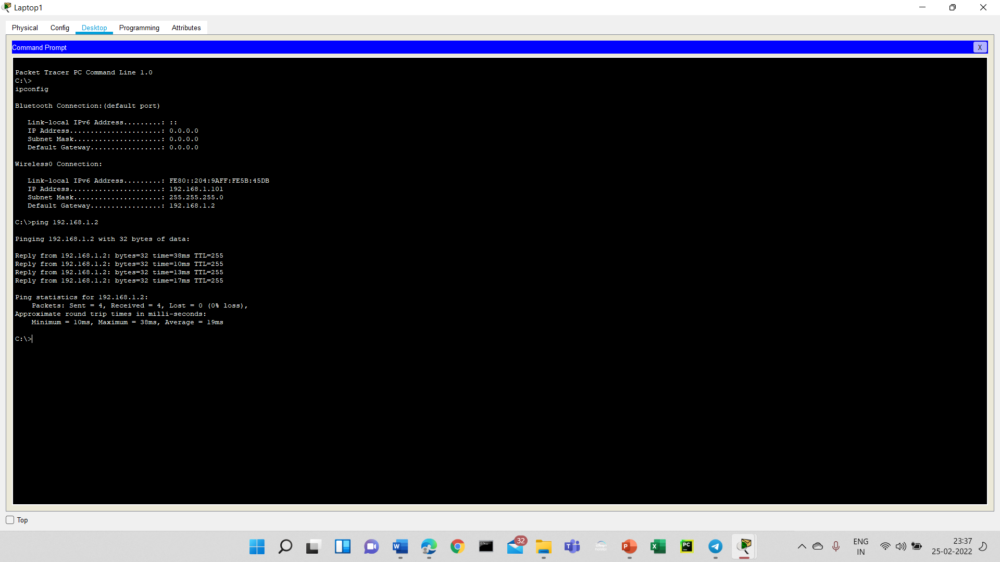 Laptop1
Physical Config Desktop Programming Attributes
Command Prompt
X
Packet Tracer PC Command Line 1.0
C:\>
ipconfig
Bluetooth Connection:(default port)
Link-local IPv6 Address.........: ::
IP Address......................: 0.0.0.0
Subnet Mask.....................: 0.0.0.0
Default Gateway.................: 0.0.0.0
Wireless0 Connection:
Link-local IPv6 Address.........: FE80::204:9AFF:FE5B:45DB
IP Address......................: 192.168.1.101
Subnet Mask.....................: 255.255.255.0
Default Gateway.................: 192.168.1.2
C:\>ping 192.168.1.2
Pinging 192.168.1.2 with 32 bytes of data:
Reply from 192.168.1.2: bytes=32 time=38ms TTL=255
Reply from 192.168.1.2: bytes=32 time=10ms TTL=255
Reply from 192.168.1.2: bytes=32 time=13ms TTL=255
Reply from 192.168.1.2: bytes=32 time=17ms TTL=255
Ping statistics for 192.168.1.2:
Packets: Sent = 4, Received = 4, Lost = 0 (0% loss),
Approximate round trip times in milli-seconds:
Minimum = 10ms, Maximum = 38ms, Average = 19ms
C:\>
Top
32
ENG
IN
23:37
25-02-2022